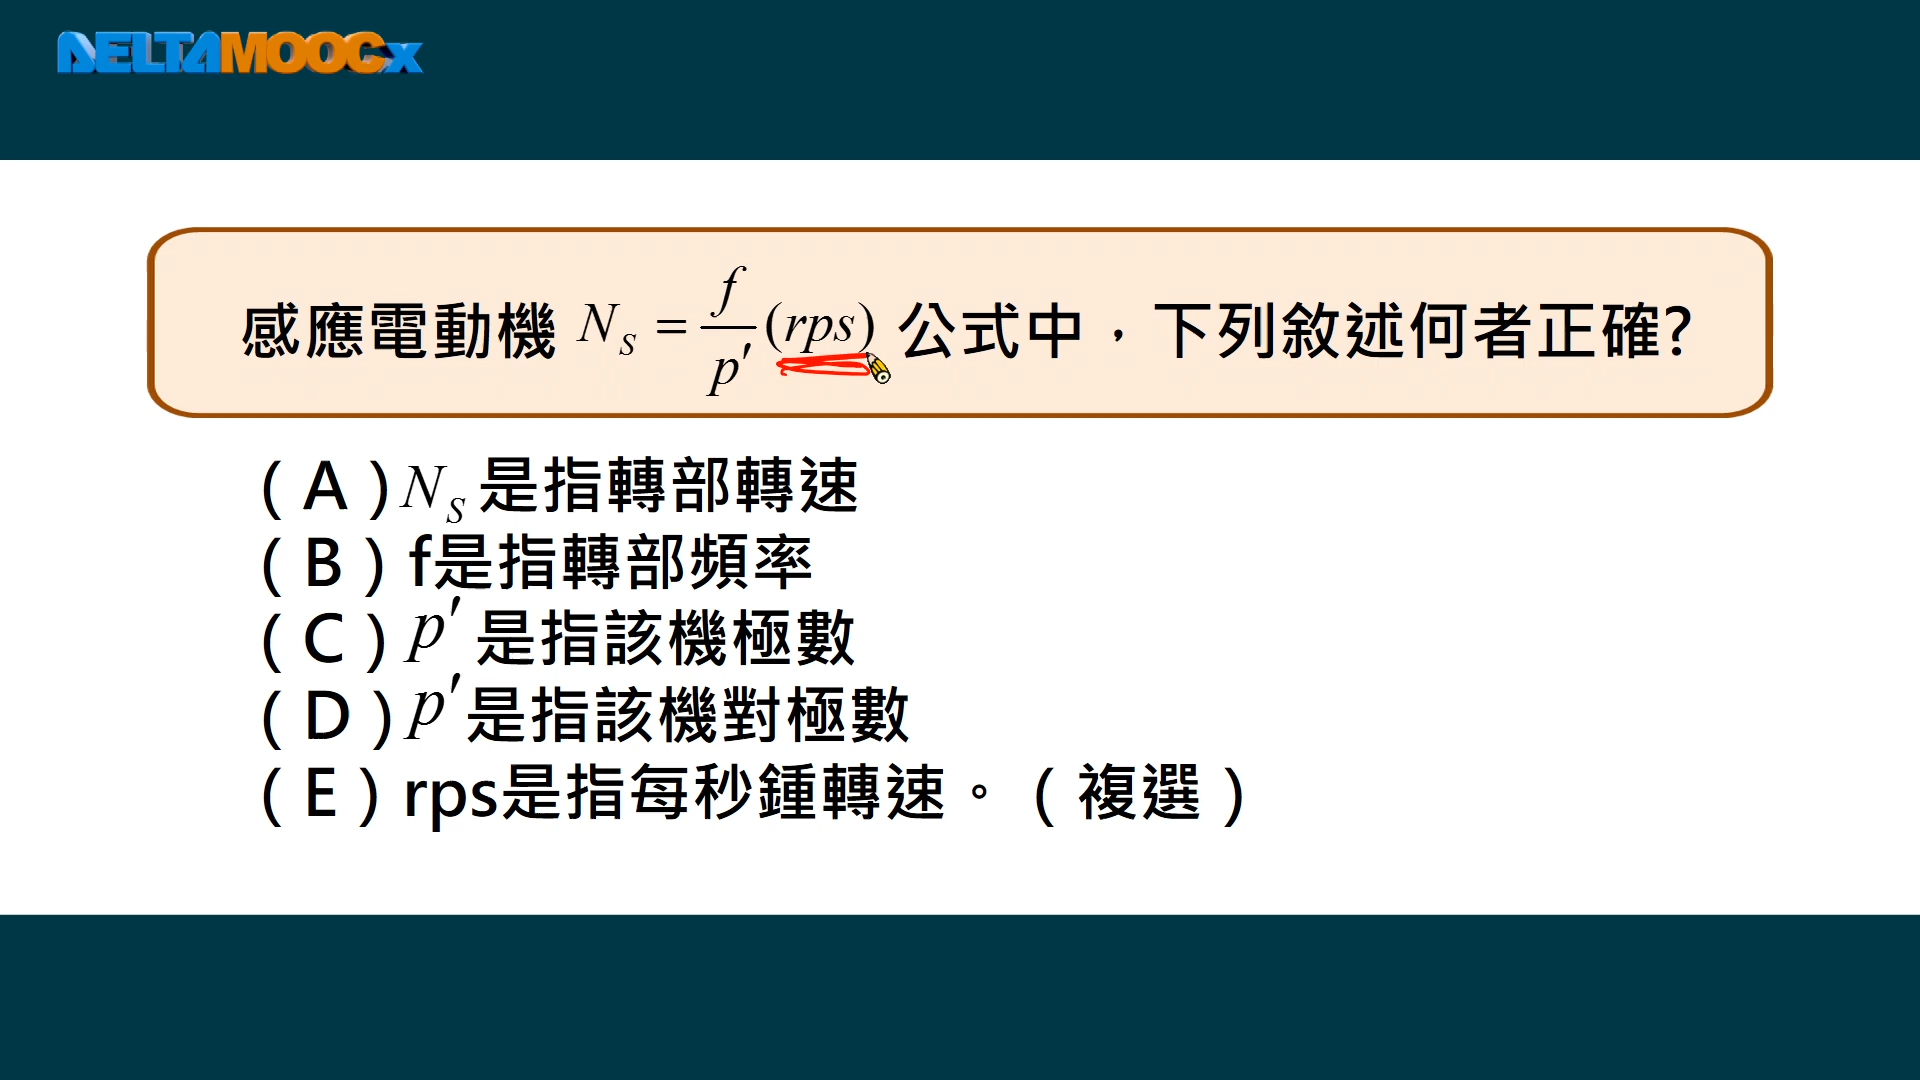 DELTAMOOCx
感應電動機 N_S = f/p′ (rps) 公式中，下列敘述何者正確?
（A）N_S 是指轉部轉速
（B）f是指轉部頻率
（C）p′ 是指該機極數
（D）p′是指該機對極數
（E）rps是指每秒鍾轉速。（複選）